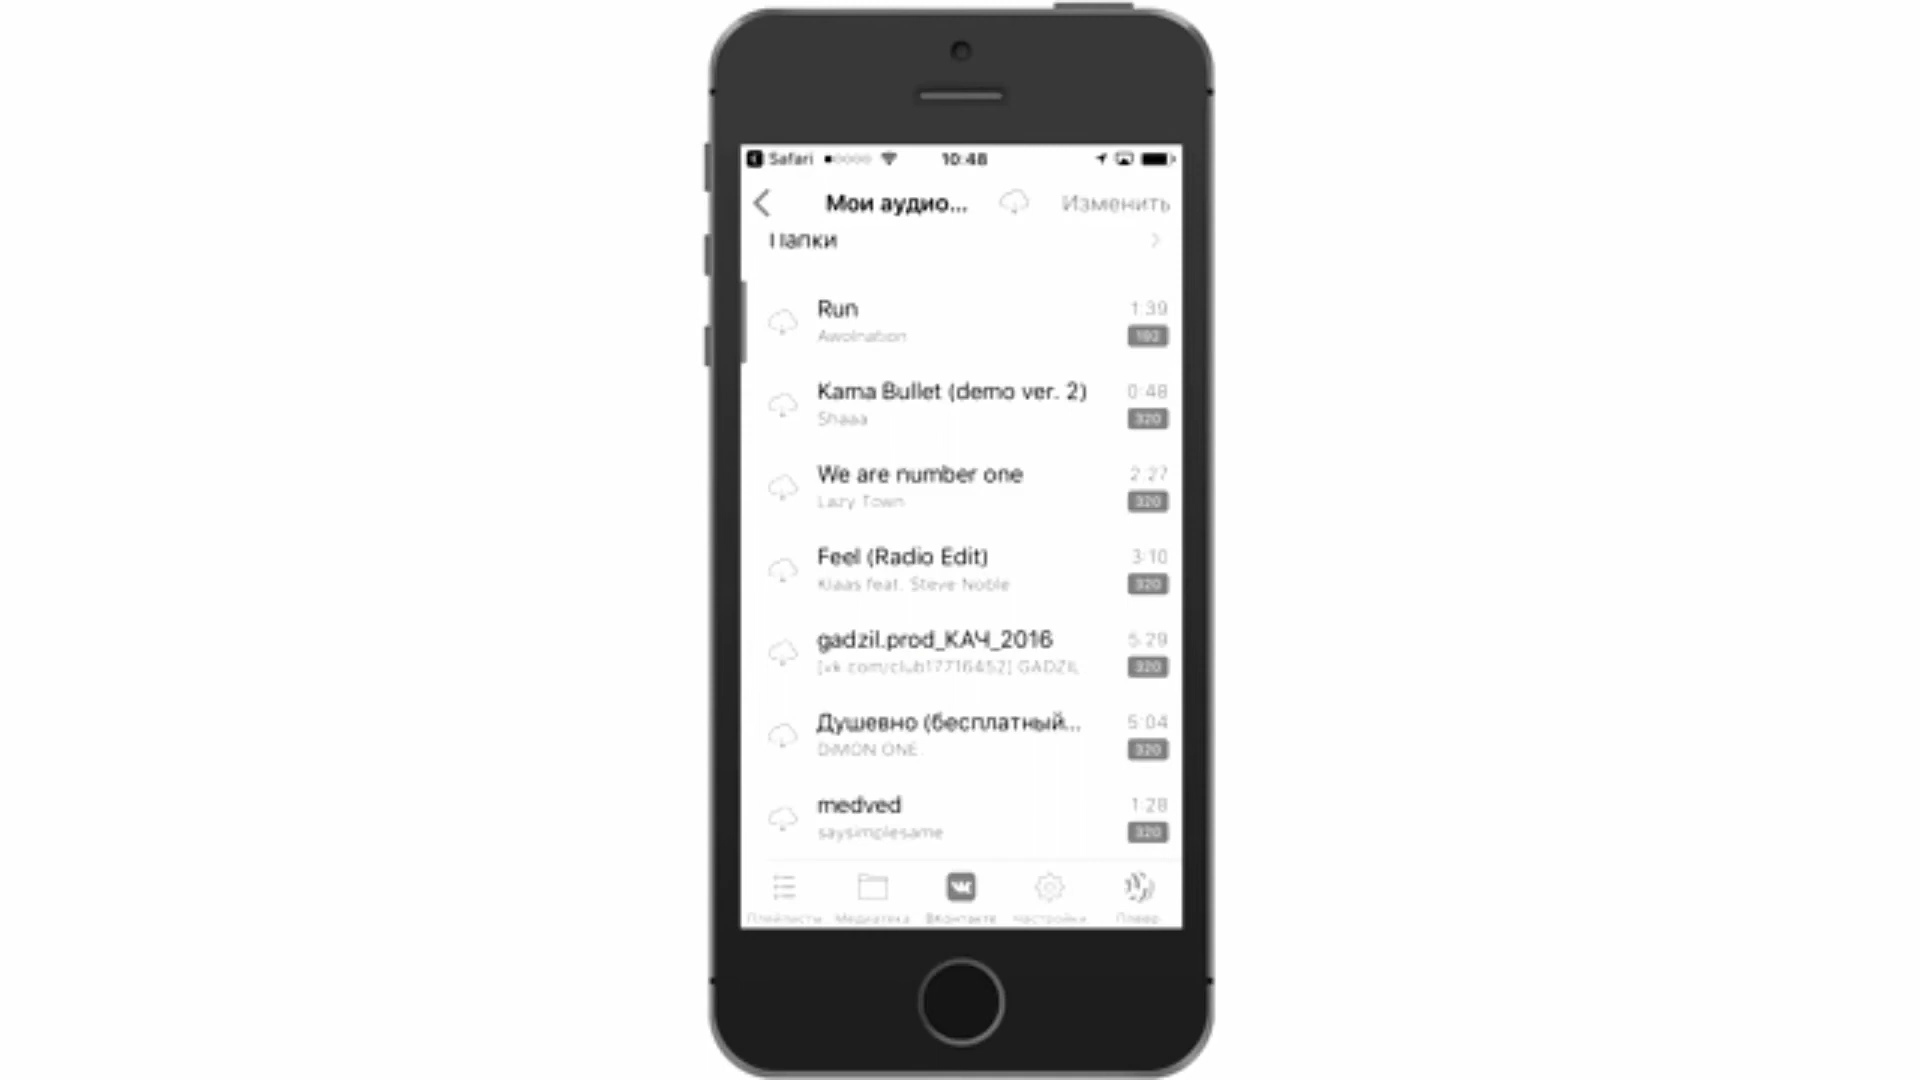 Safari 10:48
Мои аудио... Изменить
Папки
Run 1:39
Awolnation 192
Kama Bullet (demo ver. 2) 0:48
Shaaa 320
We are number one 2:27
Lazy Town 320
Feel (Radio Edit) 3:10
Klaas feat. Steve Noble 320
gadzil.prod_КАЧ_2016 5:29
[vk.com/club17716452] GADZIL 320
Душевно (бесплатный... 5:04
DIMON ONE 320
medved 1:28
saysimplesame 320
Плейлисты Медиатека ВКонтакте Настройки Плеер